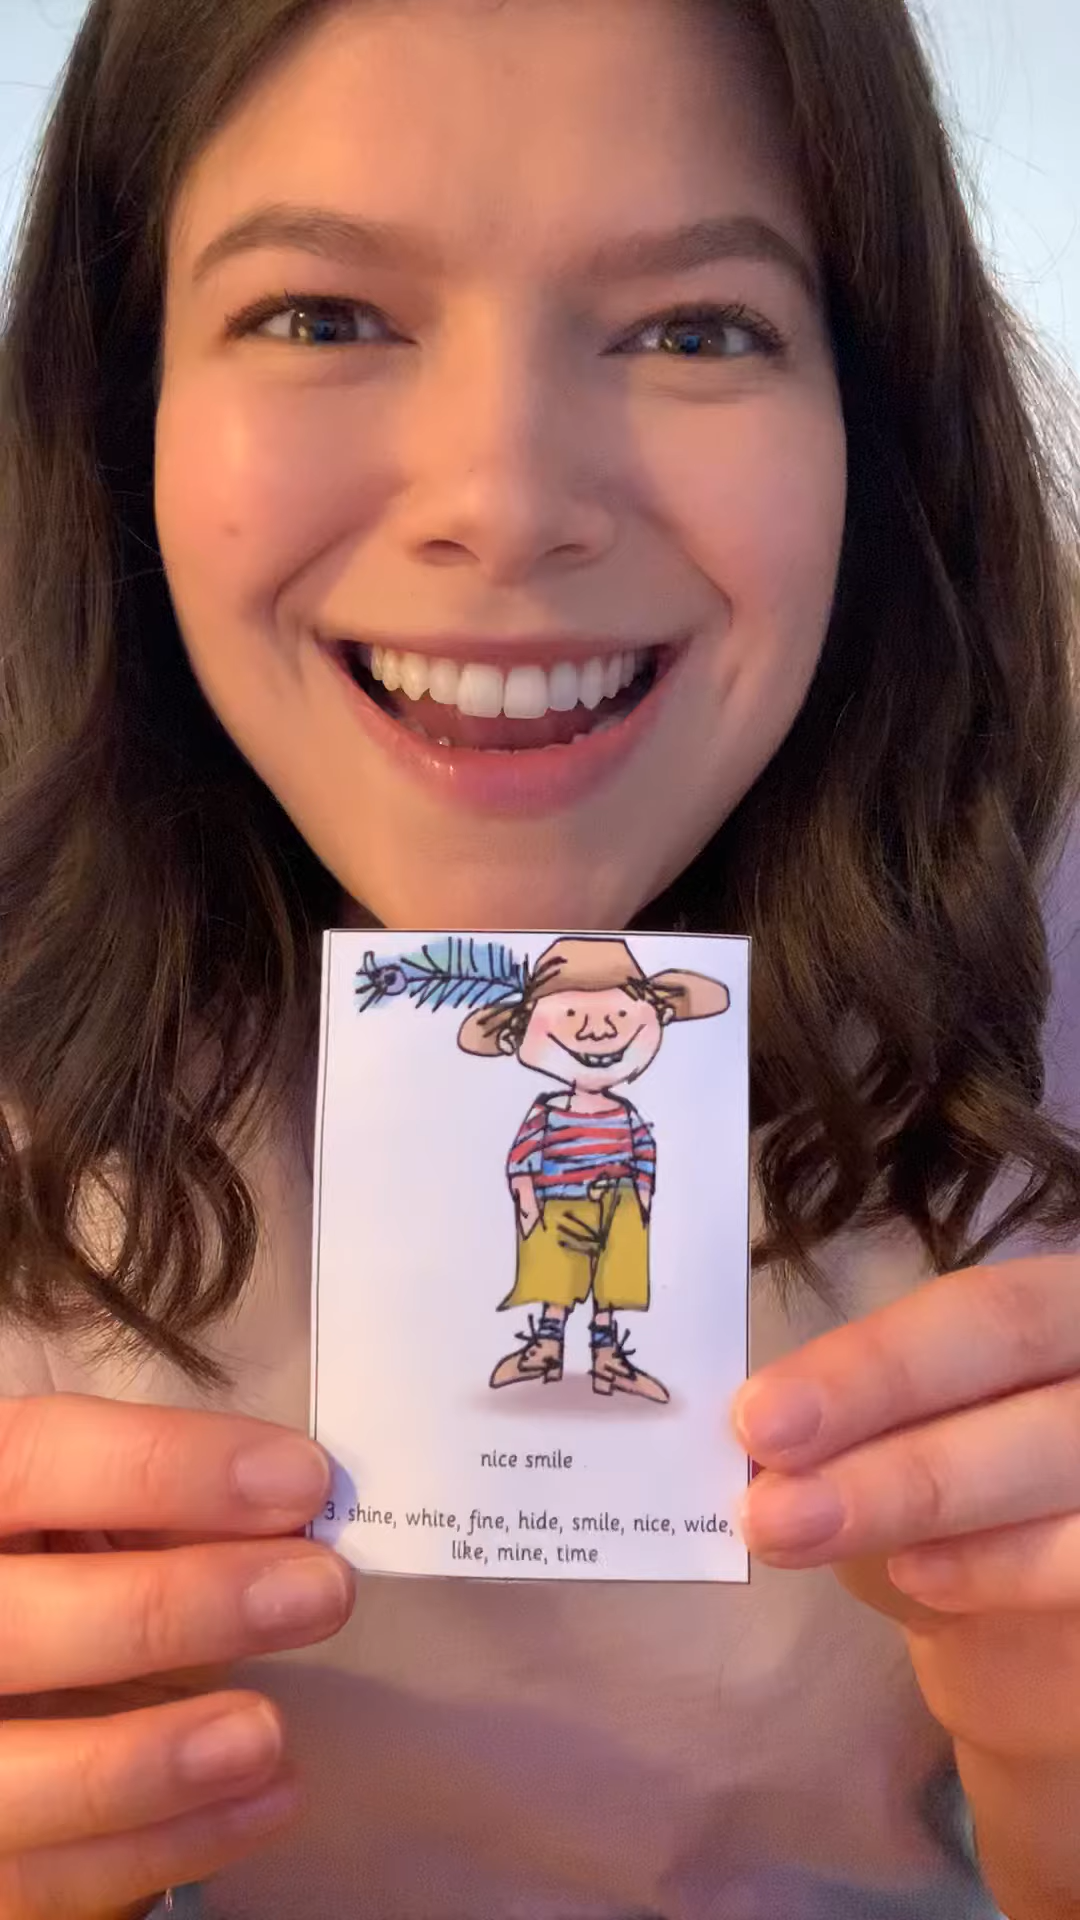 nice smile
3. shine, white, fine, hide, smile, nice, wide,
like, mine, time